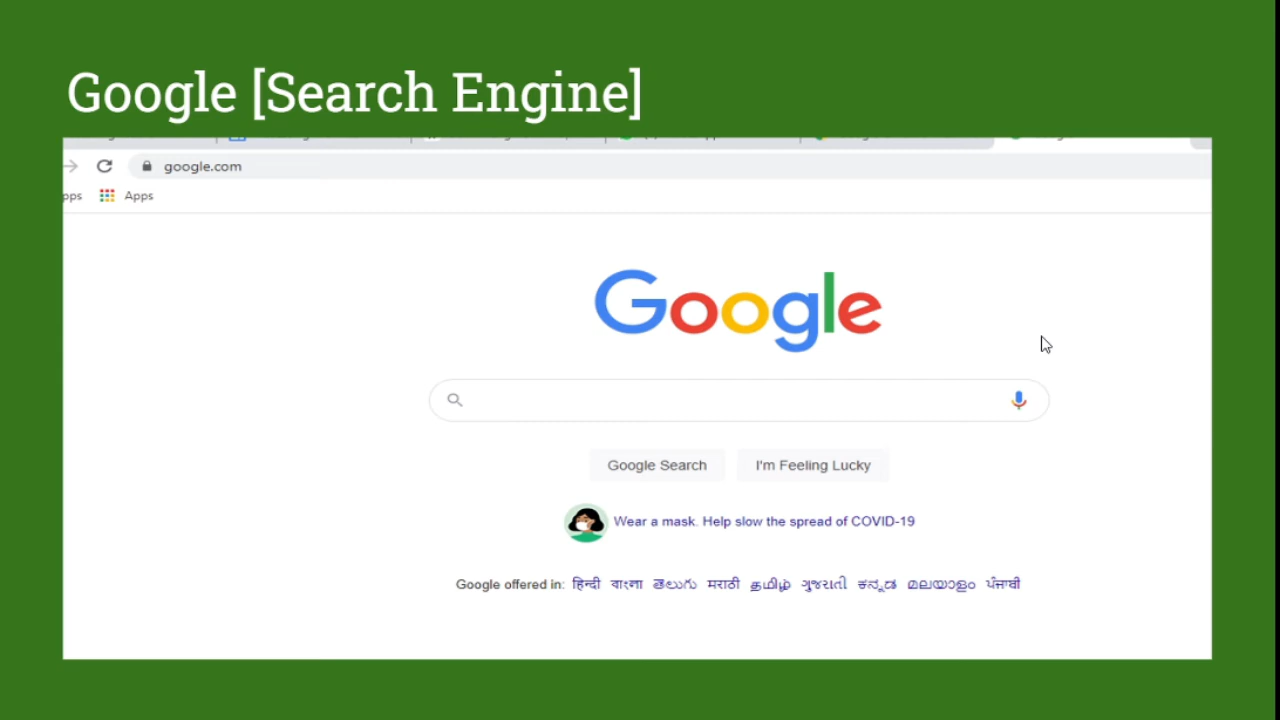 Google [Search Engine]
google.com
pps Apps
Google
Google Search I'm Feeling Lucky
Wear a mask. Help slow the spread of COVID-19
Google offered in: हिन्दी বাংলা తెలుగు मराठी தமிழ் ગુજરાતી ಕನ್ನಡ മലയാളം ਪੰਜਾਬੀ